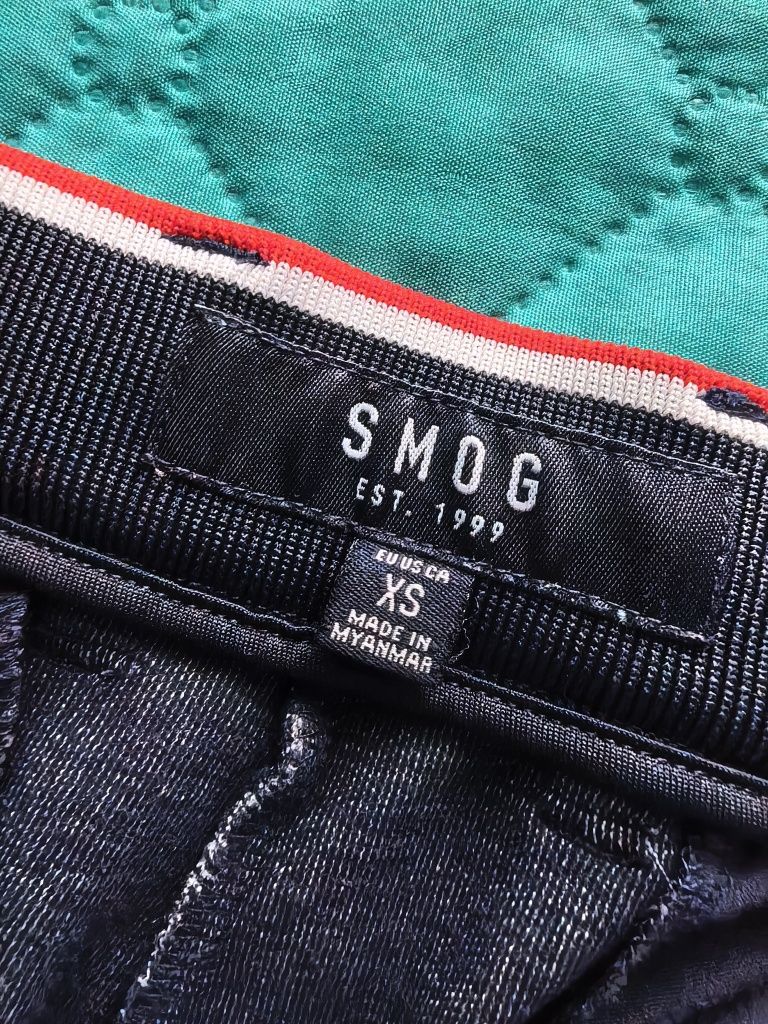 SMOG
EST. 1999
EU US CA
XS
MADE IN
MYANMAR